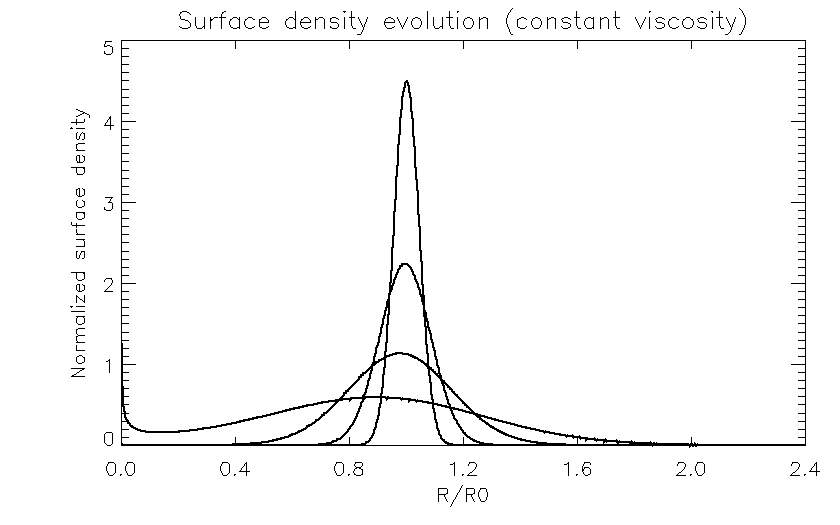 Surface density evolution (constant viscosity)
5
4
3
2
1
0
Normalized surface density
0.0 0.4 0.8 1.2 1.6 2.0 2.4
R/R0